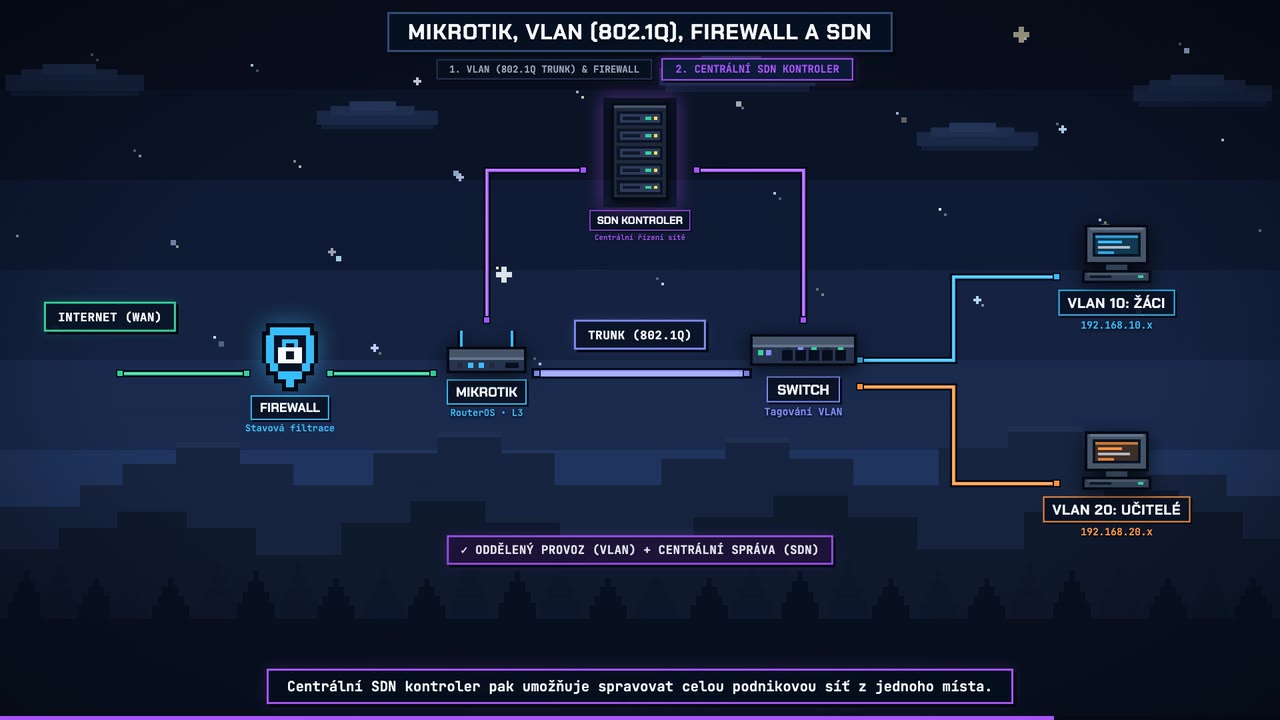 MIKROTIK, VLAN (802.1Q), FIREWALL A SDN
1. VLAN (802.1Q TRUNK) & FIREWALL
2. CENTRÁLNÍ SDN KONTROLER
SDN KONTROLER
Centrální řízení sítě
INTERNET (WAN)
FIREWALL
Stavová filtrace
MIKROTIK
RouterOS • L3
TRUNK (802.1Q)
SWITCH
Tagování VLAN
VLAN 10: ŽÁCI
192.168.10.x
VLAN 20: UČITELÉ
192.168.20.x
✓ ODDĚLENÝ PROVOZ (VLAN) + CENTRÁLNÍ SPRÁVA (SDN)
Centrální SDN kontroler pak umožňuje spravovat celou podnikovou síť z jednoho místa.